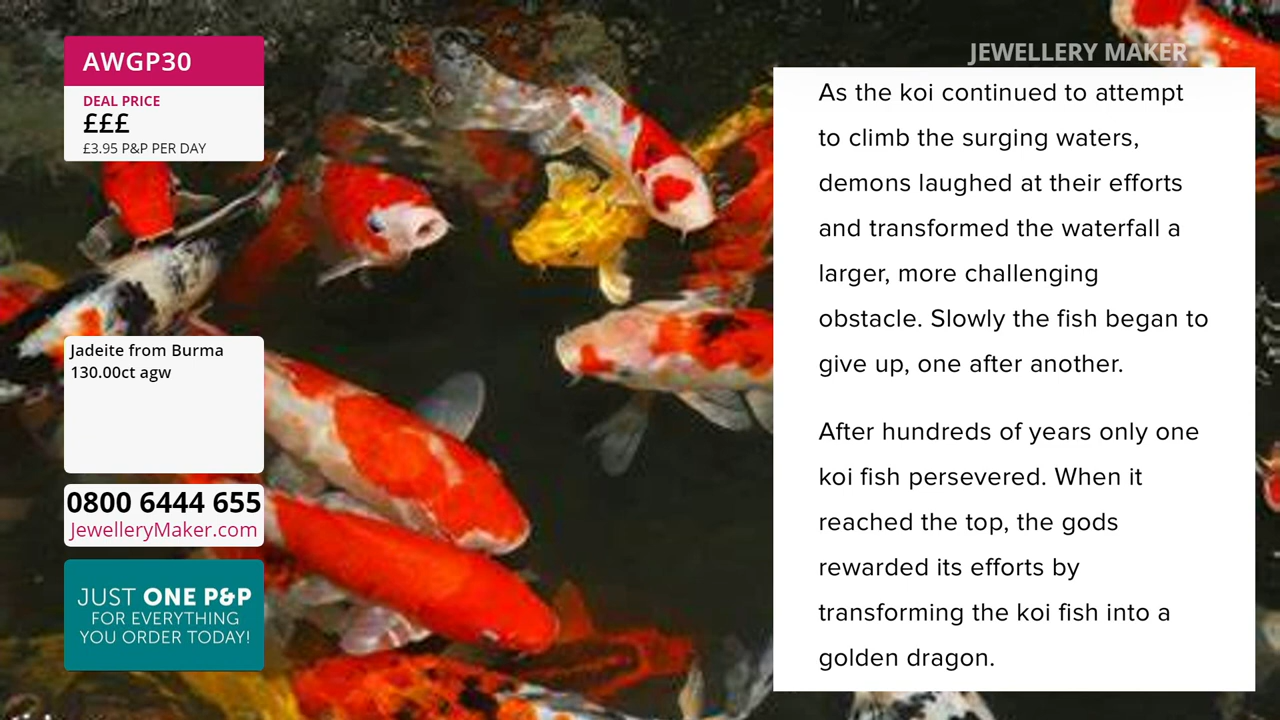 AWGP30
DEAL PRICE
£££
£3.95 P&P PER DAY
Jadeite from Burma
130.00ct agw
0800 6444 655
JewelleryMaker.com
JUST ONE P&P
FOR EVERYTHING
YOU ORDER TODAY!
JEWELLERY MAKER
As the koi continued to attempt
to climb the surging waters,
demons laughed at their efforts
and transformed the waterfall a
larger, more challenging
obstacle. Slowly the fish began to
give up, one after another.
After hundreds of years only one
koi fish persevered. When it
reached the top, the gods
rewarded its efforts by
transforming the koi fish into a
golden dragon.